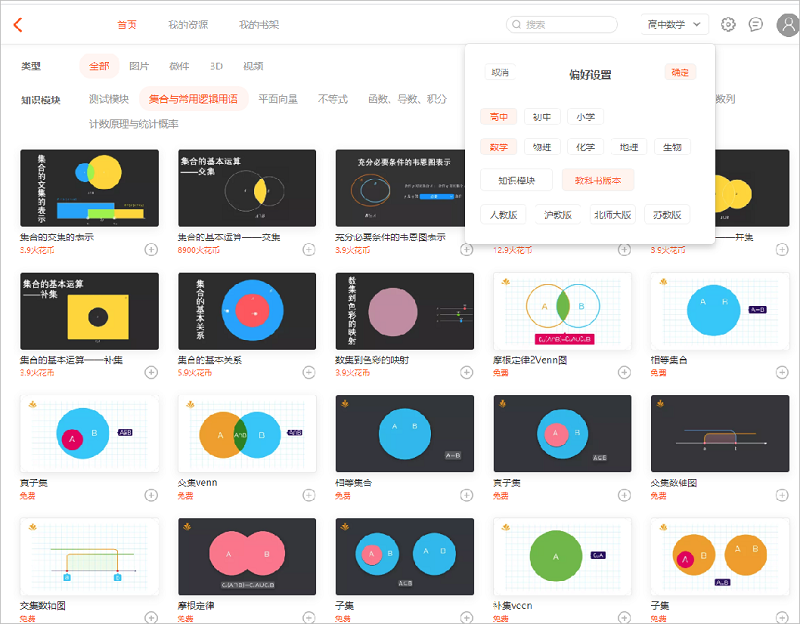 首页 我的资源 我的书架 搜索 高中数学
类型 全部 图片 微件 3D 视频
知识模块 测试模块 集合与常用逻辑用语 平面向量 不等式 函数、导数、积分 数列
计数原理与统计概率
取消 偏好设置 确定
高中 初中 小学
数学 物理 化学 地理 生物
知识模块 教科书版本
人教版 沪教版 北师大版 苏教版
集合的交集的表示
集合的基本运算
——交集
充分必要条件的韦恩图表示
集合的交集的表示 集合的基本运算——交集 充分必要条件的韦恩图表示 ——并集
3.9火花币 8900火花币 3.9火花币 12.9火花币 3.9火花币
集合的基本运算
——补集
集合的基本关系
数集到色彩的映射
A B
A B
集合的基本运算——补集 集合的基本关系 数集到色彩的映射 摩根定律2Venn图 相等集合
3.9火花币 5.9火花币 3.9火花币 免费 免费
A B
A A∩B
A B
A B
真子集 交集venn 相等集合 真子集 交集数轴图
免费 免费 免费 免费 免费
A B
A B A
A
A B
交集数轴图 摩根定律 子集 补集venn 子集
免费 免费 免费 免费 免费